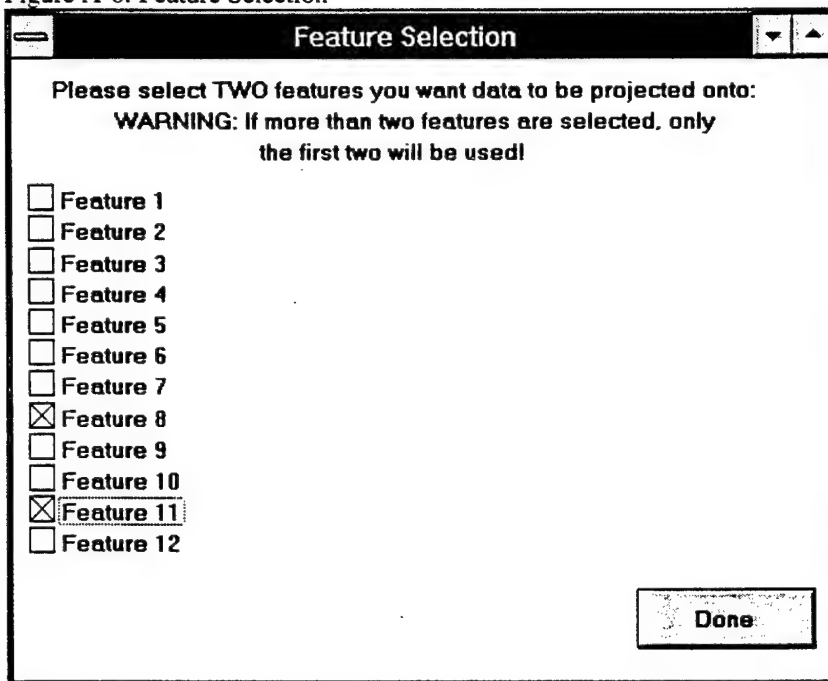 Feature Selection
Please select TWO features you want data to be projected onto:
WARNING: If more than two features are selected, only
the first two will be used!
Feature 1
Feature 2
Feature 3
Feature 4
Feature 5
Feature 6
Feature 7
Feature 8
Feature 9
Feature 10
Feature 11
Feature 12
Done